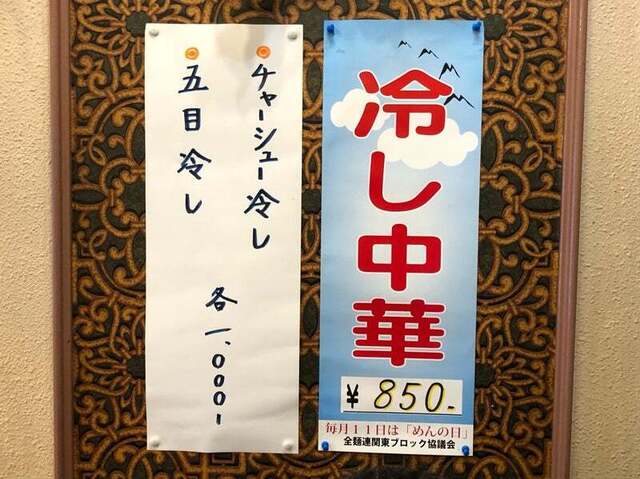 冷し中華
¥850-
毎月11日は「めんの日」
全麺連関東ブロック協議会
チャーシュー冷し
五目冷し
各一、000-